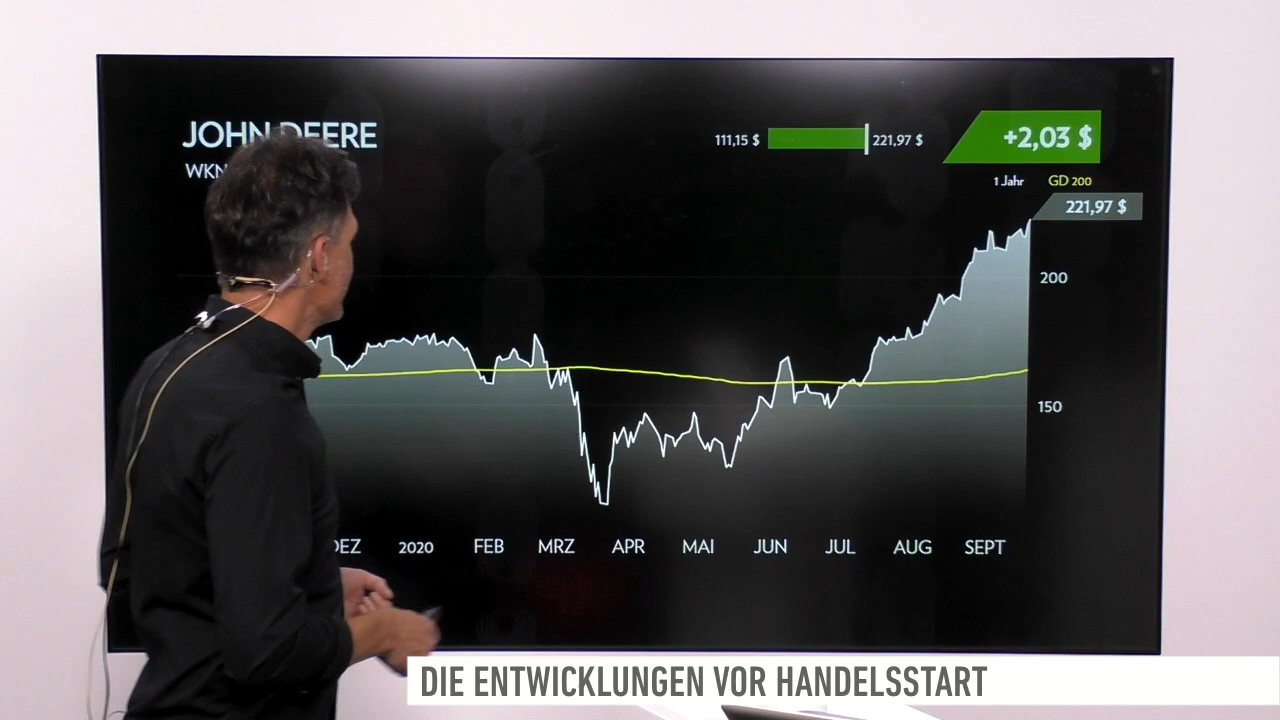 JOHN DEERE
WKN
111,15 $ 221,97 $
+2,03 $
1 Jahr GD 200
221,97 $
200
150
DEZ 2020 FEB MRZ APR MAI JUN JUL AUG SEPT
DIE ENTWICKLUNGEN VOR HANDELSSTART